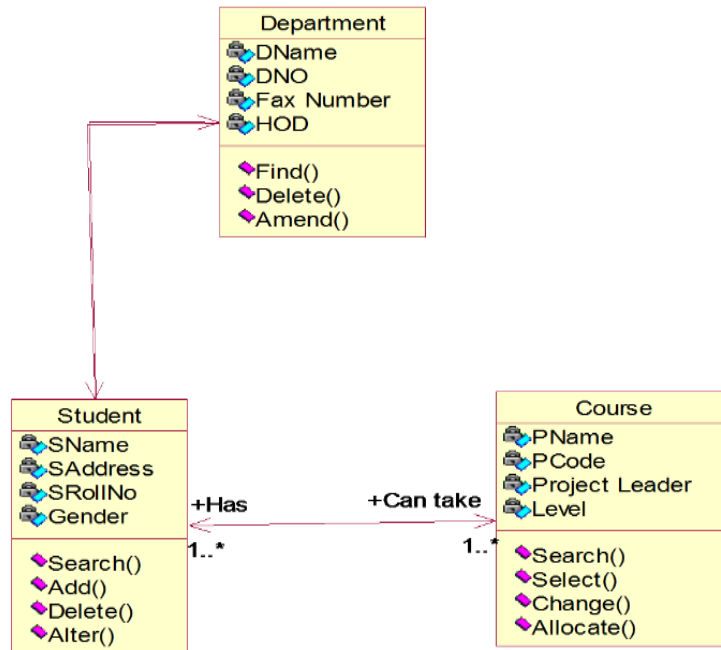 Department
DName
DNO
Fax Number
HOD
Find()
Delete()
Amend()
Student
SName
SAddress
SRollNo
Gender
Search()
Add()
Delete()
Alter()
+Has
1..*
+Can take
1..*
Course
PName
PCode
Project Leader
Level
Search()
Select()
Change()
Allocate()